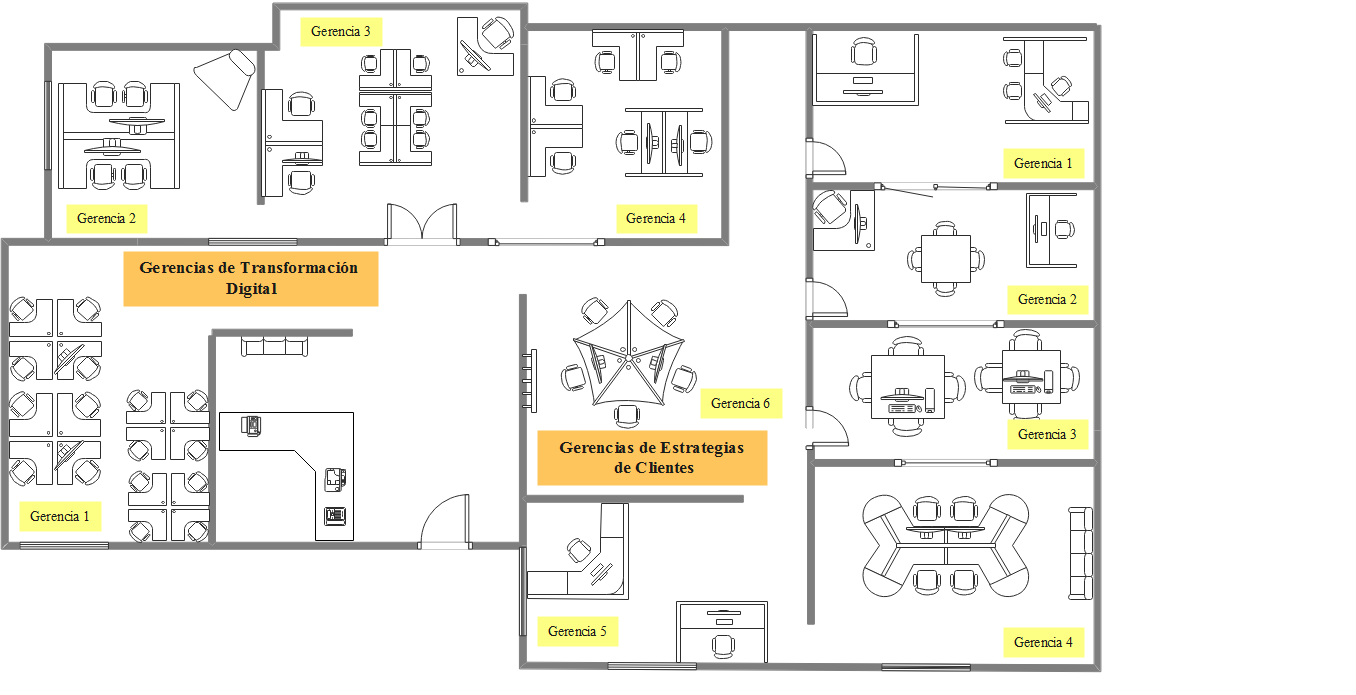 Gerencia 3
Gerencia 1
Gerencia 2
Gerencia 4
Gerencias de Transformación
Digital
Gerencia 2
Gerencia 6
Gerencia 3
Gerencias de Estrategias
de Clientes
Gerencia 1
Gerencia 5
Gerencia 4